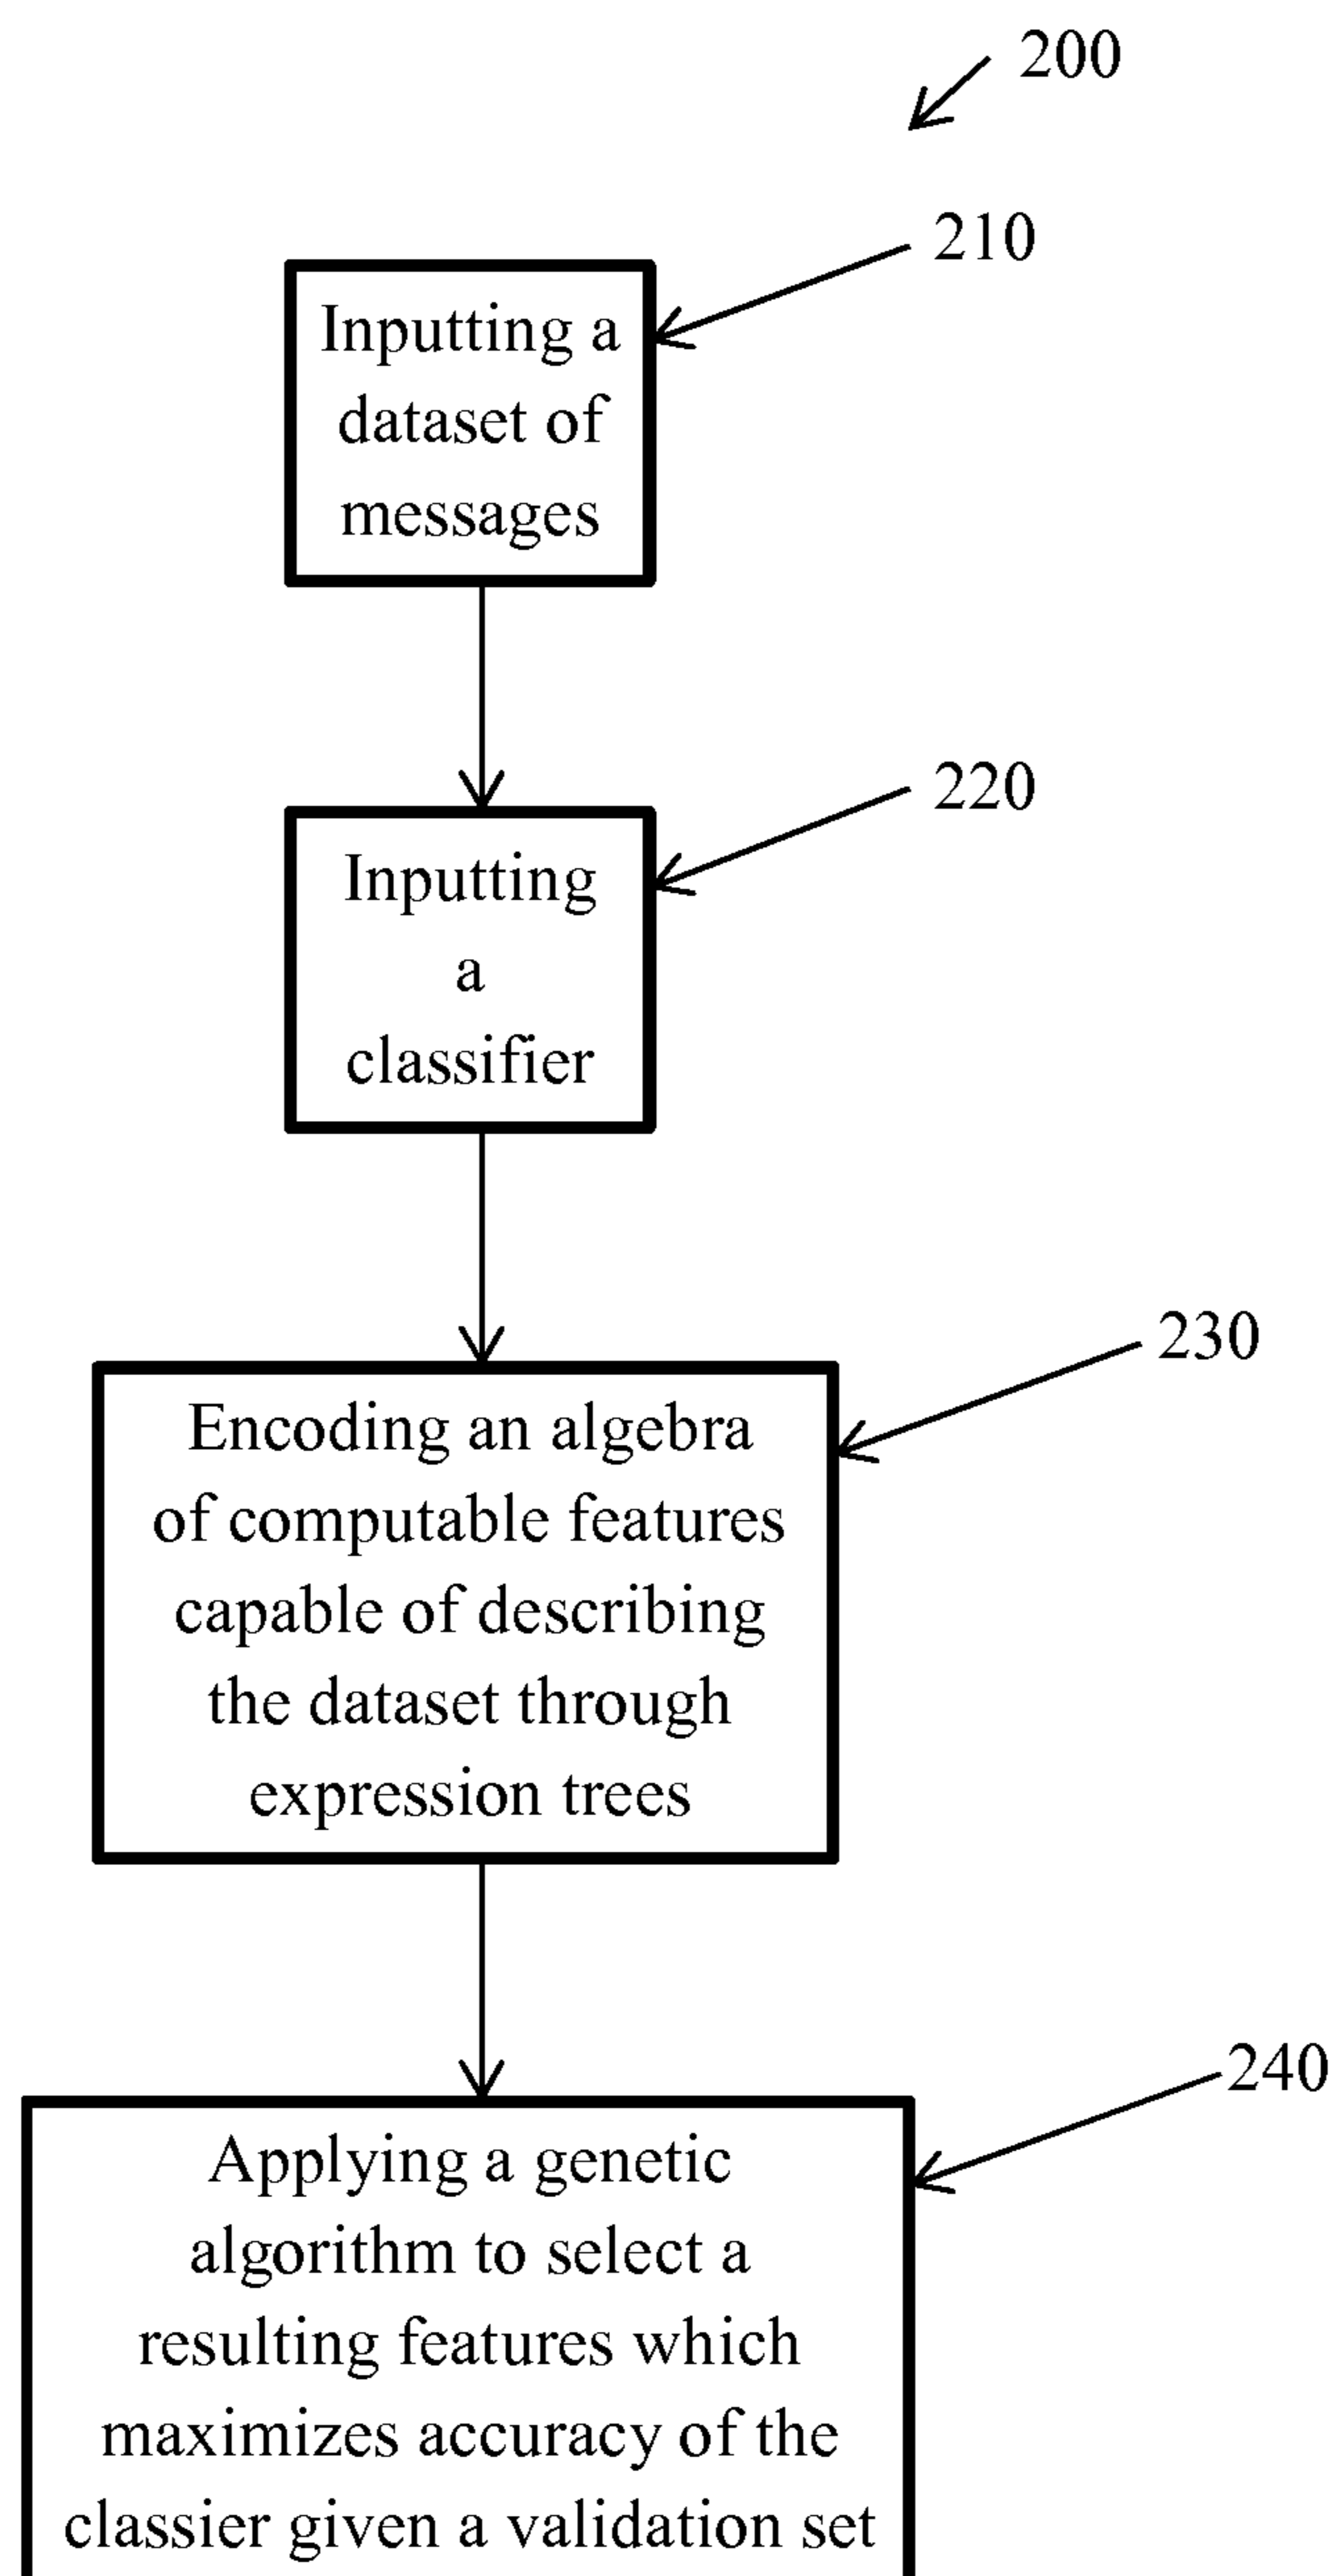 200
210
Inputting a
dataset of
messages
220
Inputting
a
classifier
230
Encoding an algebra
of computable features
capable of describing
the dataset through
expression trees
240
Applying a genetic
algorithm to select a
resulting features which
maximizes accuracy of the
classier given a validation set